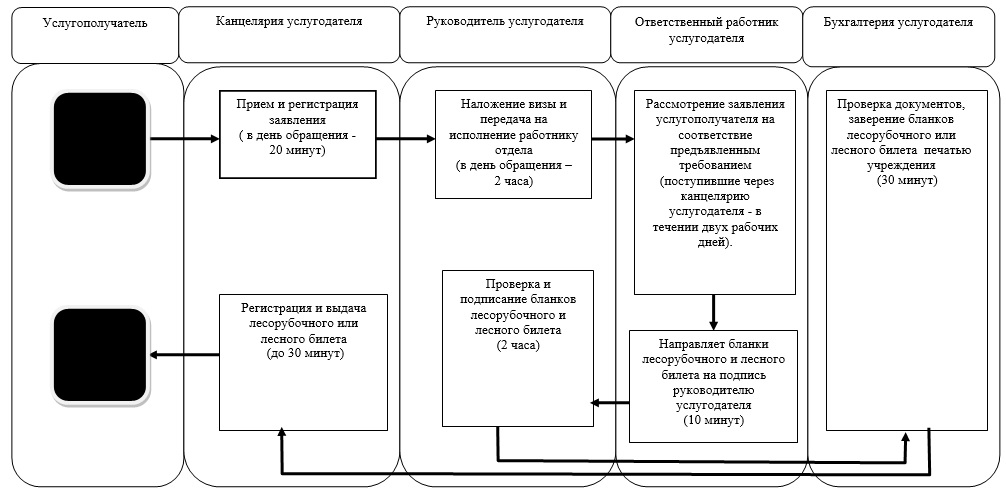 Услугополучатель
Канцелярия услугодателя
Руководитель услугодателя
Ответственный работник
услугодателя
Бухгалтерия услугодателя
Прием и регистрация
заявления
( в день обращения -
20 минут)
Наложение визы и
передача на
исполнение работнику
отдела
(в день обращения –
2 часа)
Рассмотрение заявления
услугополучателя на
соответствие
предъявленным
требованием
(поступившие через
канцелярию
услугодателя - в
течении двух рабочих
дней).
Проверка документов,
заверение бланков
лесорубочного или
лесного билета печатью
учреждения
(30 минут)
Регистрация и выдача
лесорубочного или
лесного билета
(до 30 минут)
Проверка и
подписание бланков
лесорубочного и
лесного билета
(2 часа)
Направляет бланки
лесорубочного и лесного
билета на подпись
руководителю
услугодателя
(10 минут)